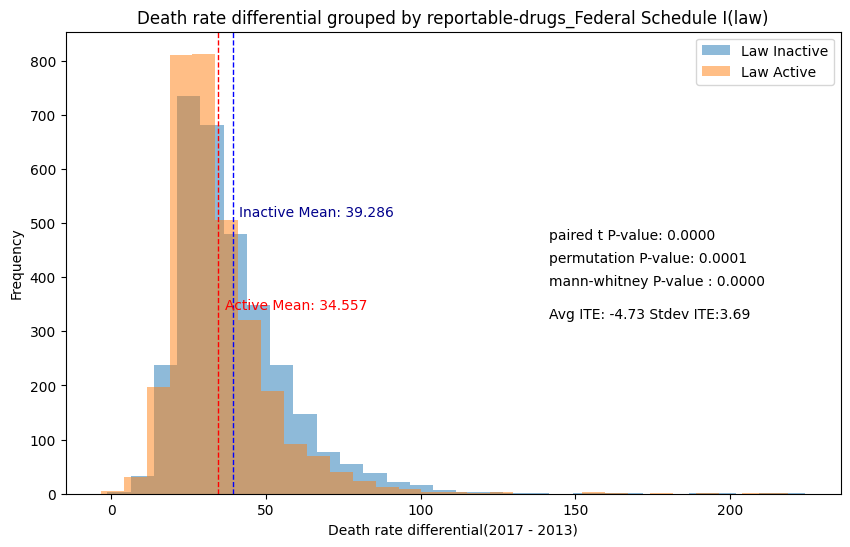 Death rate differential grouped by reportable-drugs_Federal Schedule I(law)
Law Inactive
Law Active
800
700
600
500
400
300
200
100
0
Frequency
Inactive Mean: 39.286
Active Mean: 34.557
paired t P-value: 0.0000
permutation P-value: 0.0001
mann-whitney P-value : 0.0000
Avg ITE: -4.73 Stdev ITE:3.69
0
50
100
150
200
Death rate differential(2017 - 2013)